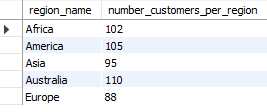 region_name number_customers_per_region
Africa 102
America 105
Asia 95
Australia 110
Europe 88